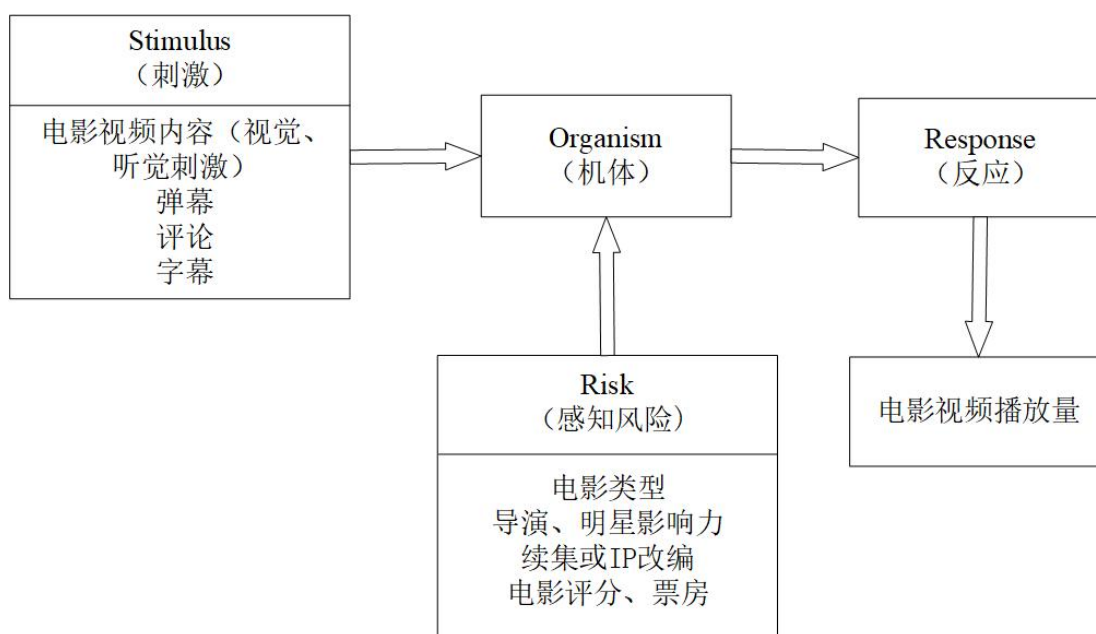 Stimulus
（刺激）
电影视频内容（视觉、
听觉刺激）
弹幕
评论
字幕
Organism
（机体）
Response
（反应）
Risk
（感知风险）
电影类型
导演、明星影响力
续集或IP改编
电影评分、票房
电影视频播放量